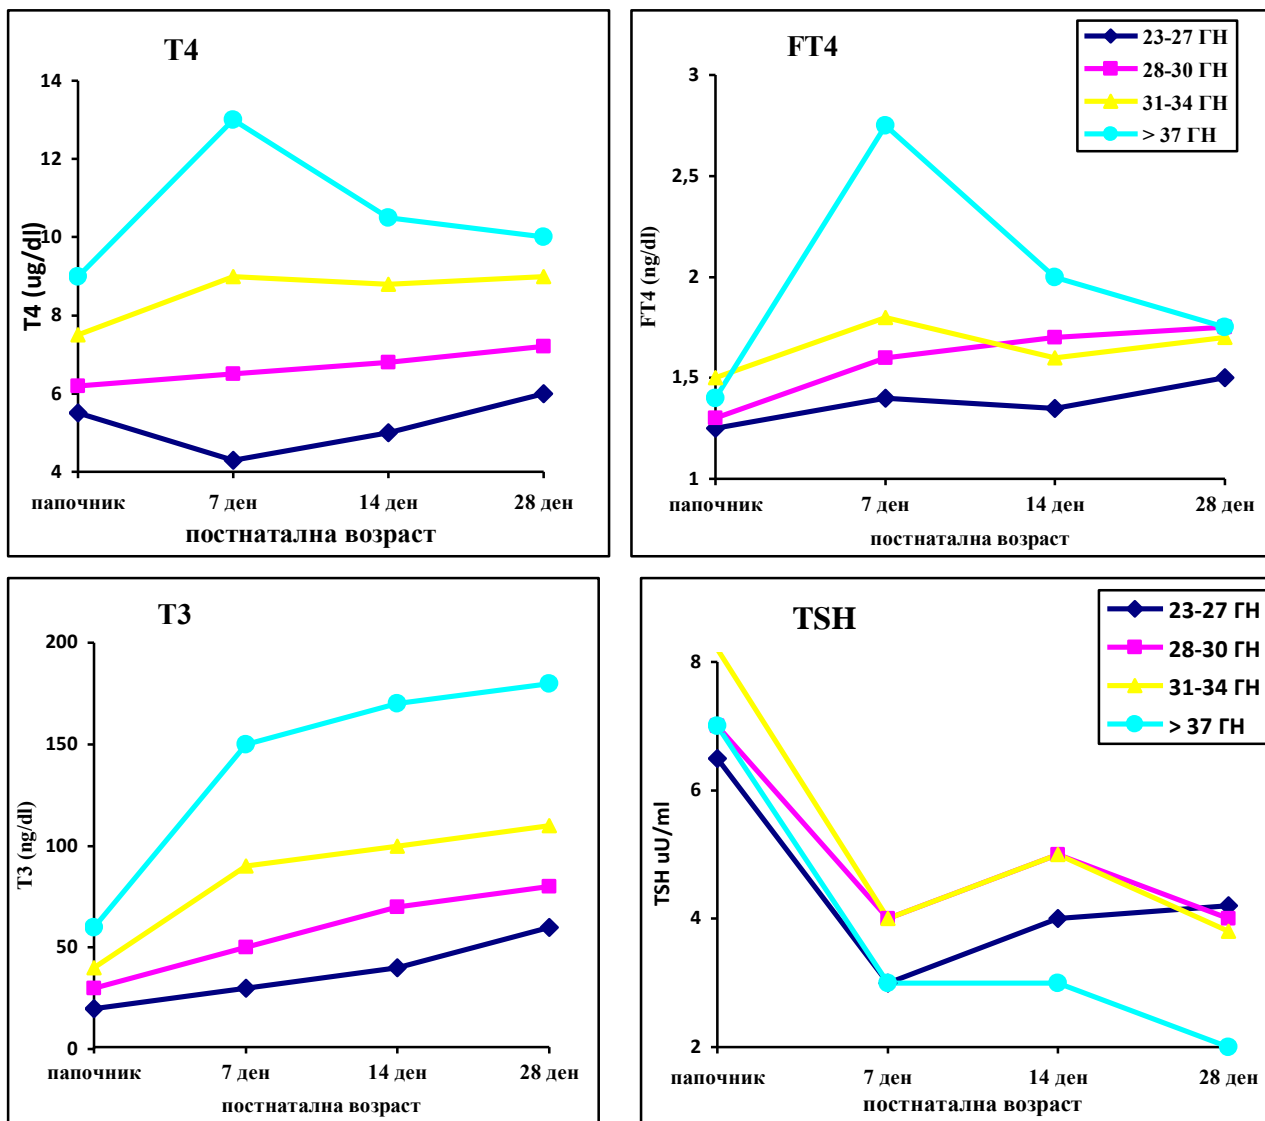 T4
14
12
10
8
6
4
T4 (ug/dl)
папочник 7 ден 14 ден 28 ден
постнатална возраст
FT4
23-27 ГН
28-30 ГН
31-34 ГН
> 37 ГН
3
2,5
2
1,5
1
FT4 (ng/dl)
папочник 7 ден 14 ден 28 ден
постнатална возраст
T3
200
150
100
50
0
T3 (ng/dl)
папочник 7 ден 14 ден 28 ден
постнатална возраст
TSH
23-27 ГН
28-30 ГН
31-34 ГН
> 37 ГН
8
6
4
2
TSH uU/ml
папочник 7 ден 14 ден 28 ден
постнатална возраст